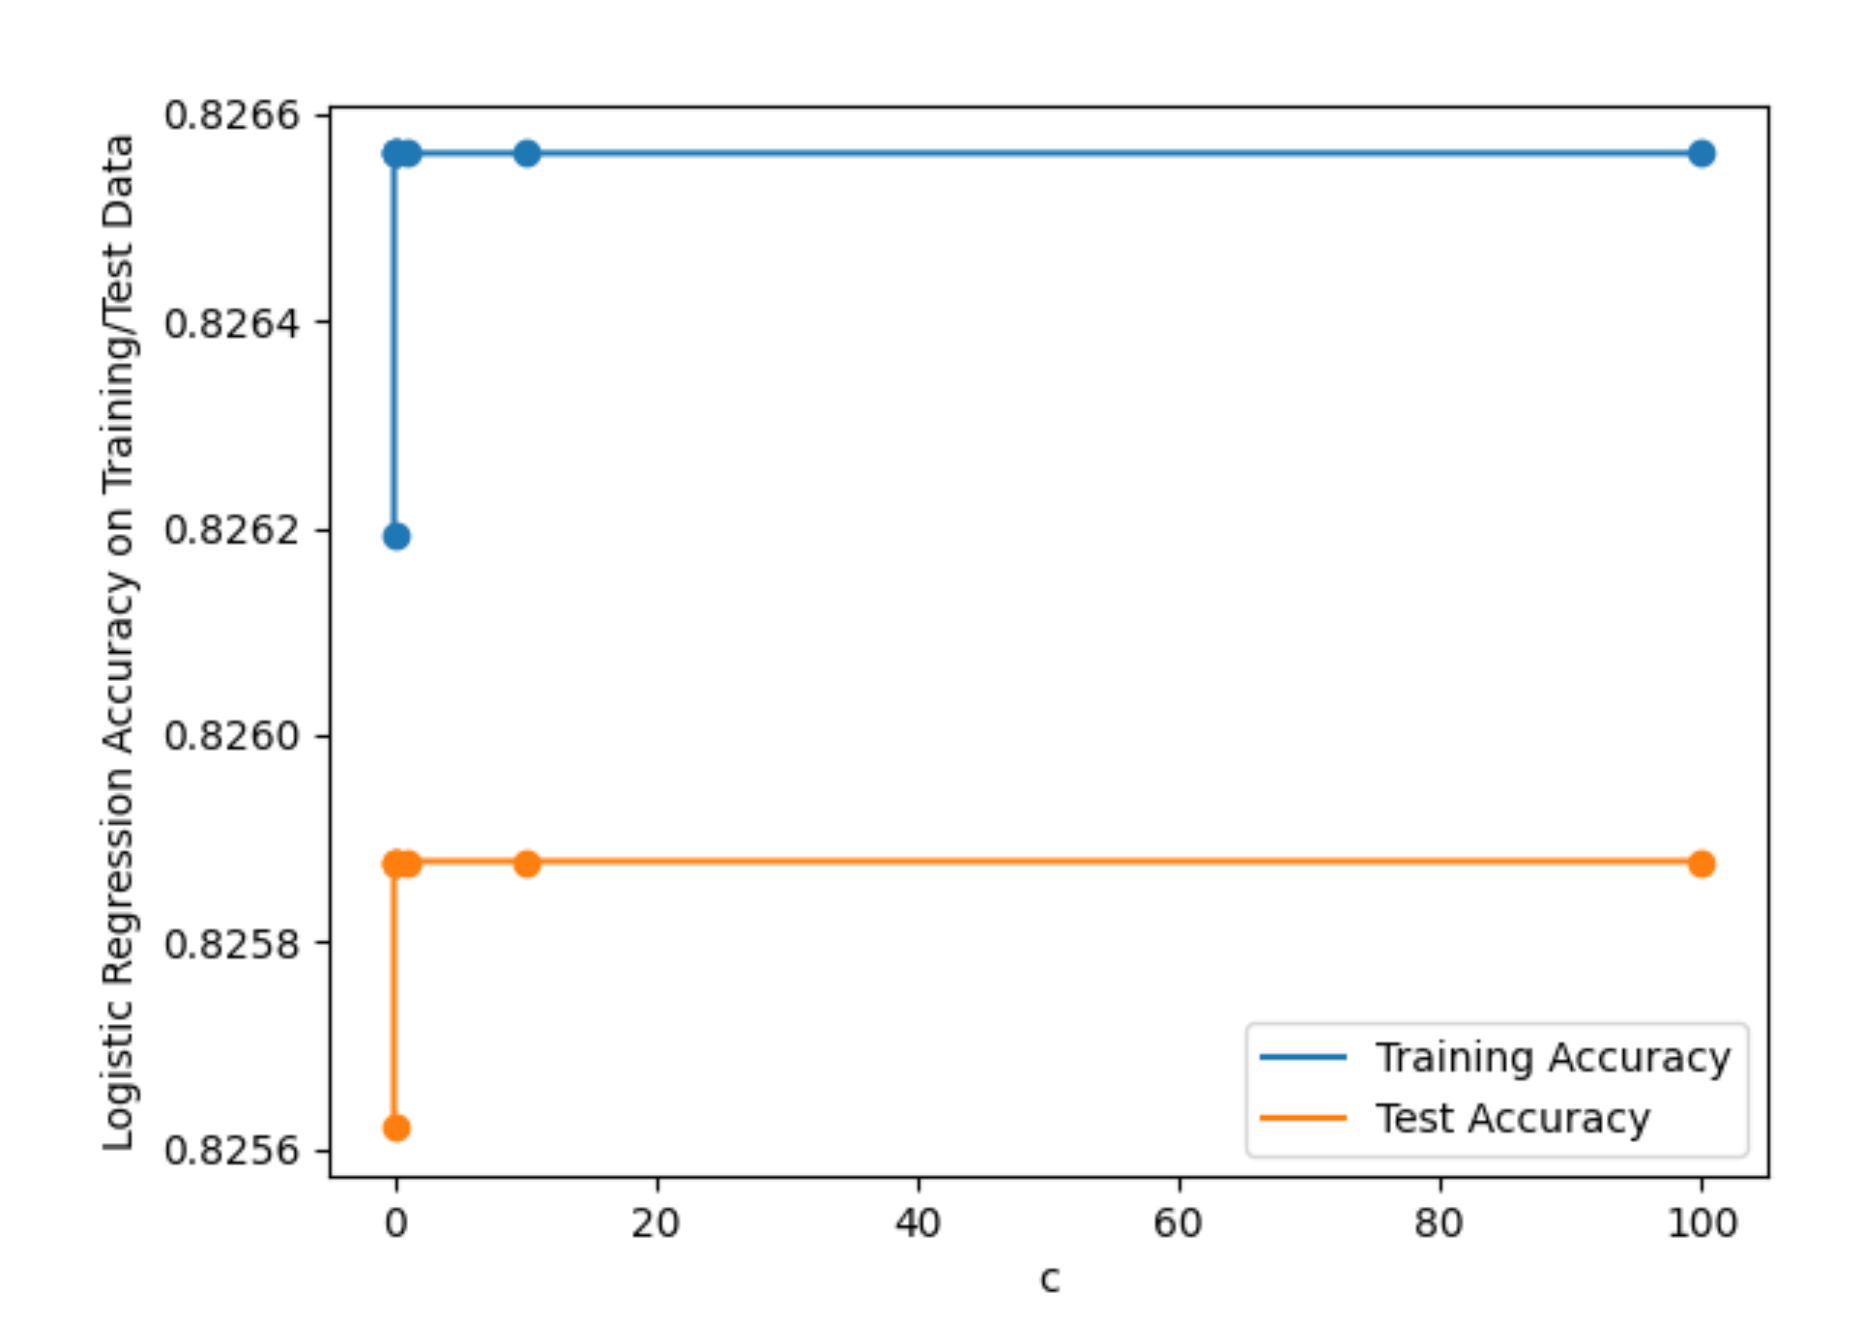 Logistic Regression Accuracy on Training/Test Data
0.8266
0.8264
0.8262
0.8260
0.8258
0.8256
Training Accuracy
Test Accuracy
0 20 40 60 80 100
c